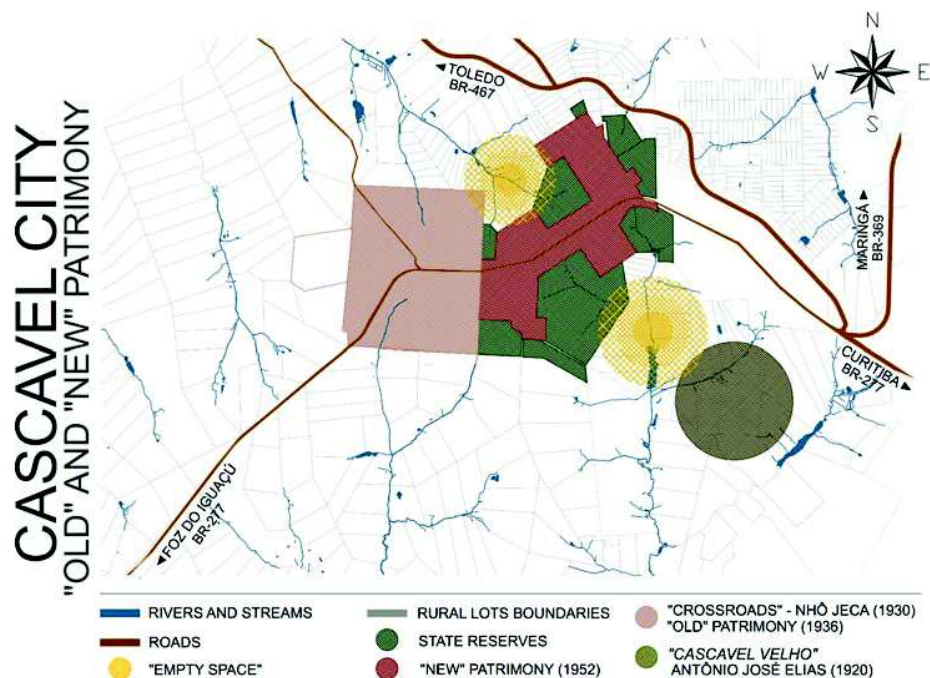 CASCAVEL CITY
"OLD" AND "NEW" PATRIMONY
N
W
E
S
TOLEDO
BR-467
MARINGÁ
BR-369
CURITIBA
BR-277
FOZ DO IGUAÇÚ
BR-277
RIVERS AND STREAMS
ROADS
"EMPTY SPACE"
RURAL LOTS BOUNDARIES
STATE RESERVES
"NEW" PATRIMONY (1952)
"CROSSROADS" - NHÔ JECA (1930)
"OLD" PATRIMONY (1936)
"CASCAVEL VELHO"
ANTÔNIO JOSÉ ELIAS (1920)